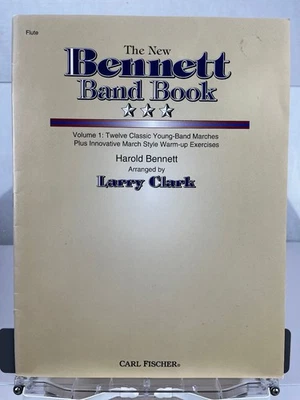 Flute
The New
Bennett
Band Book
Volume 1: Twelve Classic Young-Band Marches
Plus Innovative March Style Warm-up Exercises
Harold Bennett
Arranged by
Larry Clark
CARL FISCHER®